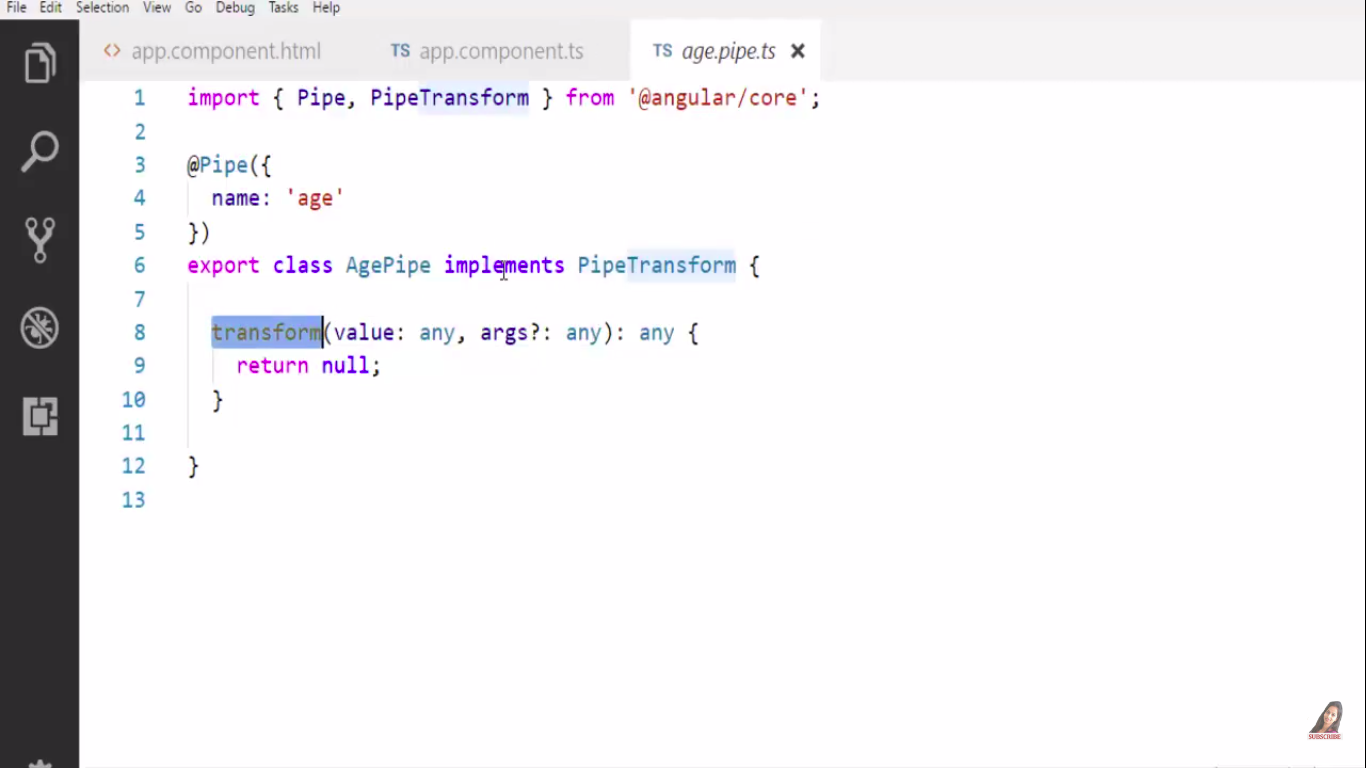 File Edit Selection View Go Debug Tasks Help
<> app.component.html TS app.component.ts TS age.pipe.ts ×
1 import { Pipe, PipeTransform } from '@angular/core';
2
3 @Pipe({
4 name: 'age'
5 })
6 export class AgePipe implements PipeTransform {
7
8 transform(value: any, args?: any): any {
9 return null;
10 }
11
12 }
13
SUBSCRIBE